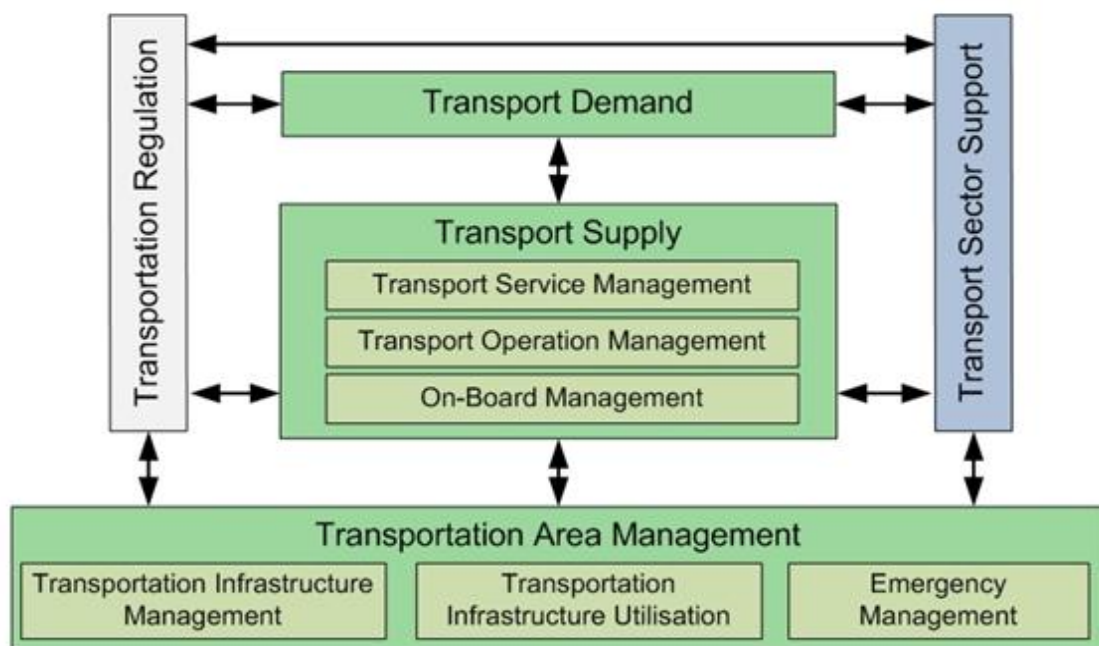 Transportation Regulation
Transport Demand
Transport Sector Support
Transport Supply
Transport Service Management
Transport Operation Management
On-Board Management
Transportation Area Management
Transportation Infrastructure
Management
Transportation
Infrastructure Utilisation
Emergency
Management